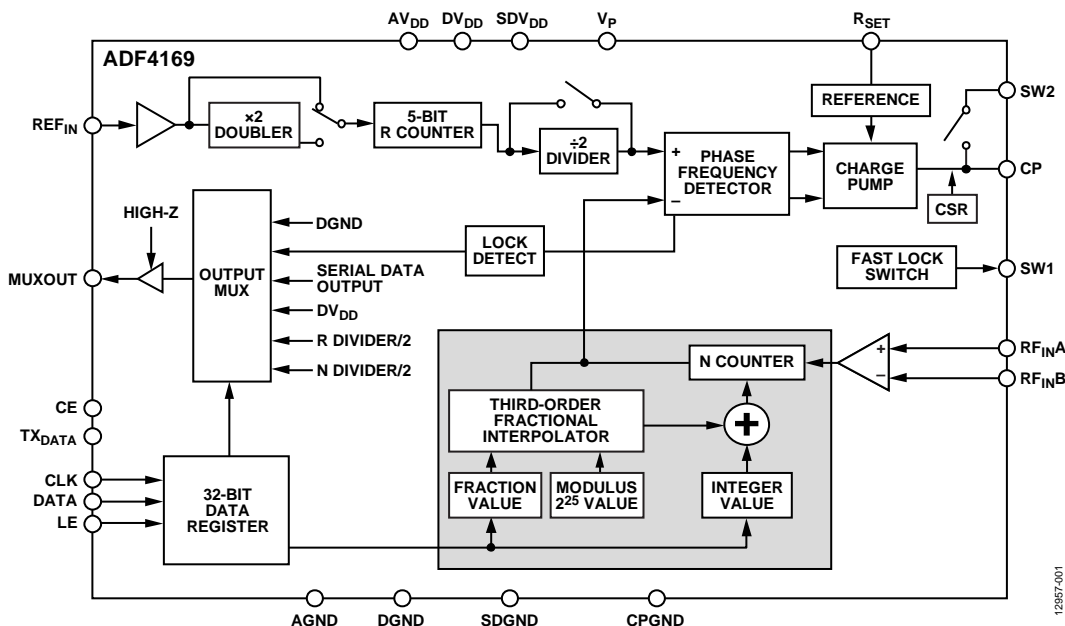 AVDD DVDD SDVDD VP RSET
ADF4169
REFIN
×2
DOUBLER
5-BIT
R COUNTER
÷2
DIVIDER
+
−
PHASE
FREQUENCY
DETECTOR
REFERENCE
CHARGE
PUMP
CSR
SW2
CP
HIGH-Z
MUXOUT
OUTPUT
MUX
DGND
LOCK
DETECT
SERIAL DATA
OUTPUT
DVDD
R DIVIDER/2
N DIVIDER/2
FAST LOCK
SWITCH
SW1
N COUNTER
+
−
RFINA
RFINB
THIRD-ORDER
FRACTIONAL
INTERPOLATOR
+
FRACTION
VALUE
MODULUS
2²⁵ VALUE
INTEGER
VALUE
CE
TXDATA
CLK
DATA
LE
32-BIT
DATA
REGISTER
AGND DGND SDGND CPGND
12957-001